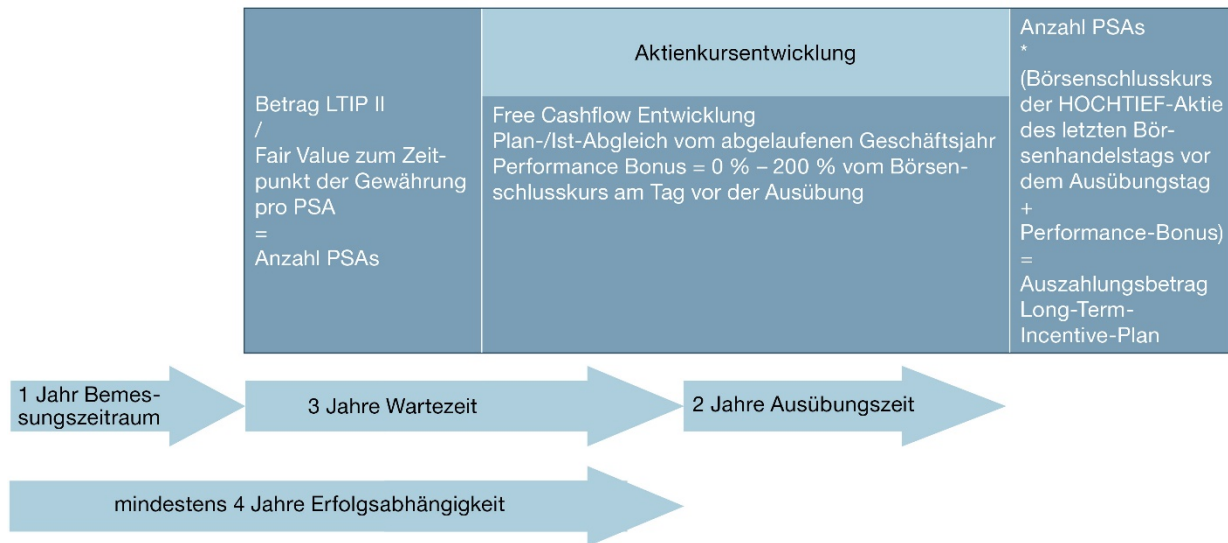 Betrag LTIP II
/
Fair Value zum Zeit-
punkt der Gewährung
pro PSA
=
Anzahl PSAs
Aktienkursentwicklung
Free Cashflow Entwicklung
Plan-/Ist-Abgleich vom abgelaufenen Geschäftsjahr
Performance Bonus = 0 % – 200 % vom Börsen-
schlusskurs am Tag vor der Ausübung
Anzahl PSAs
*
(Börsenschlusskurs
der HOCHTIEF-Aktie
des letzten Bör-
senhandelstags vor
dem Ausübungstag
+
Performance-Bonus)
=
Auszahlungsbetrag
Long-Term-
Incentive-Plan
1 Jahr Bemes-
sungszeitraum
3 Jahre Wartezeit
2 Jahre Ausübungszeit
mindestens 4 Jahre Erfolgsabhängigkeit